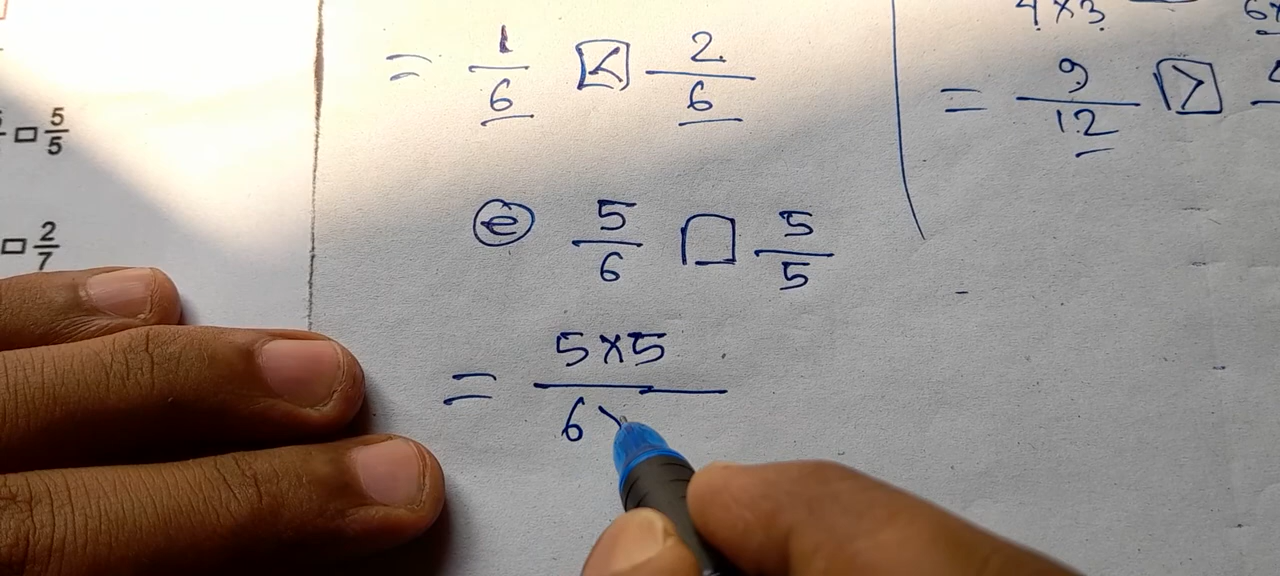 □ 5/5
□ 2/7
= 1/6 [<] 2/6
(e) 5/6 □ 5/5
= 5×5/6
4×3
= 9/12 [>]